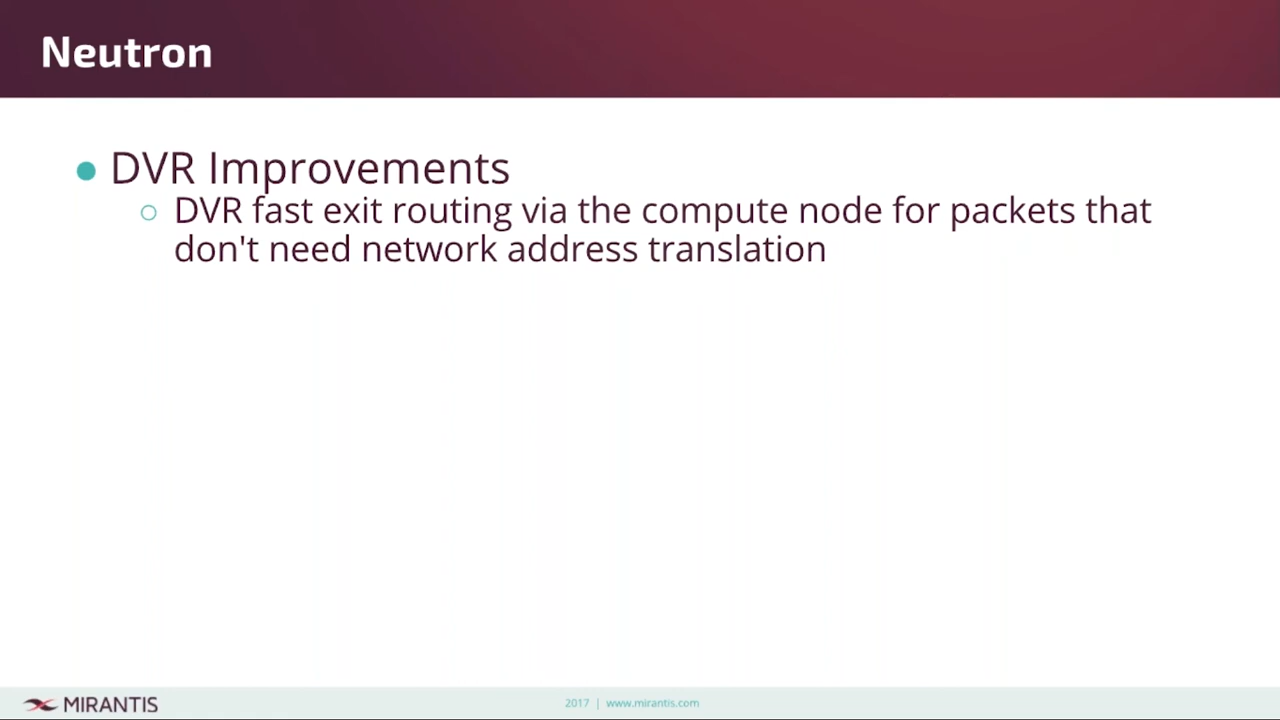 Neutron
DVR Improvements
DVR fast exit routing via the compute node for packets that
don't need network address translation
MIRANTIS
2017 | www.mirantis.com